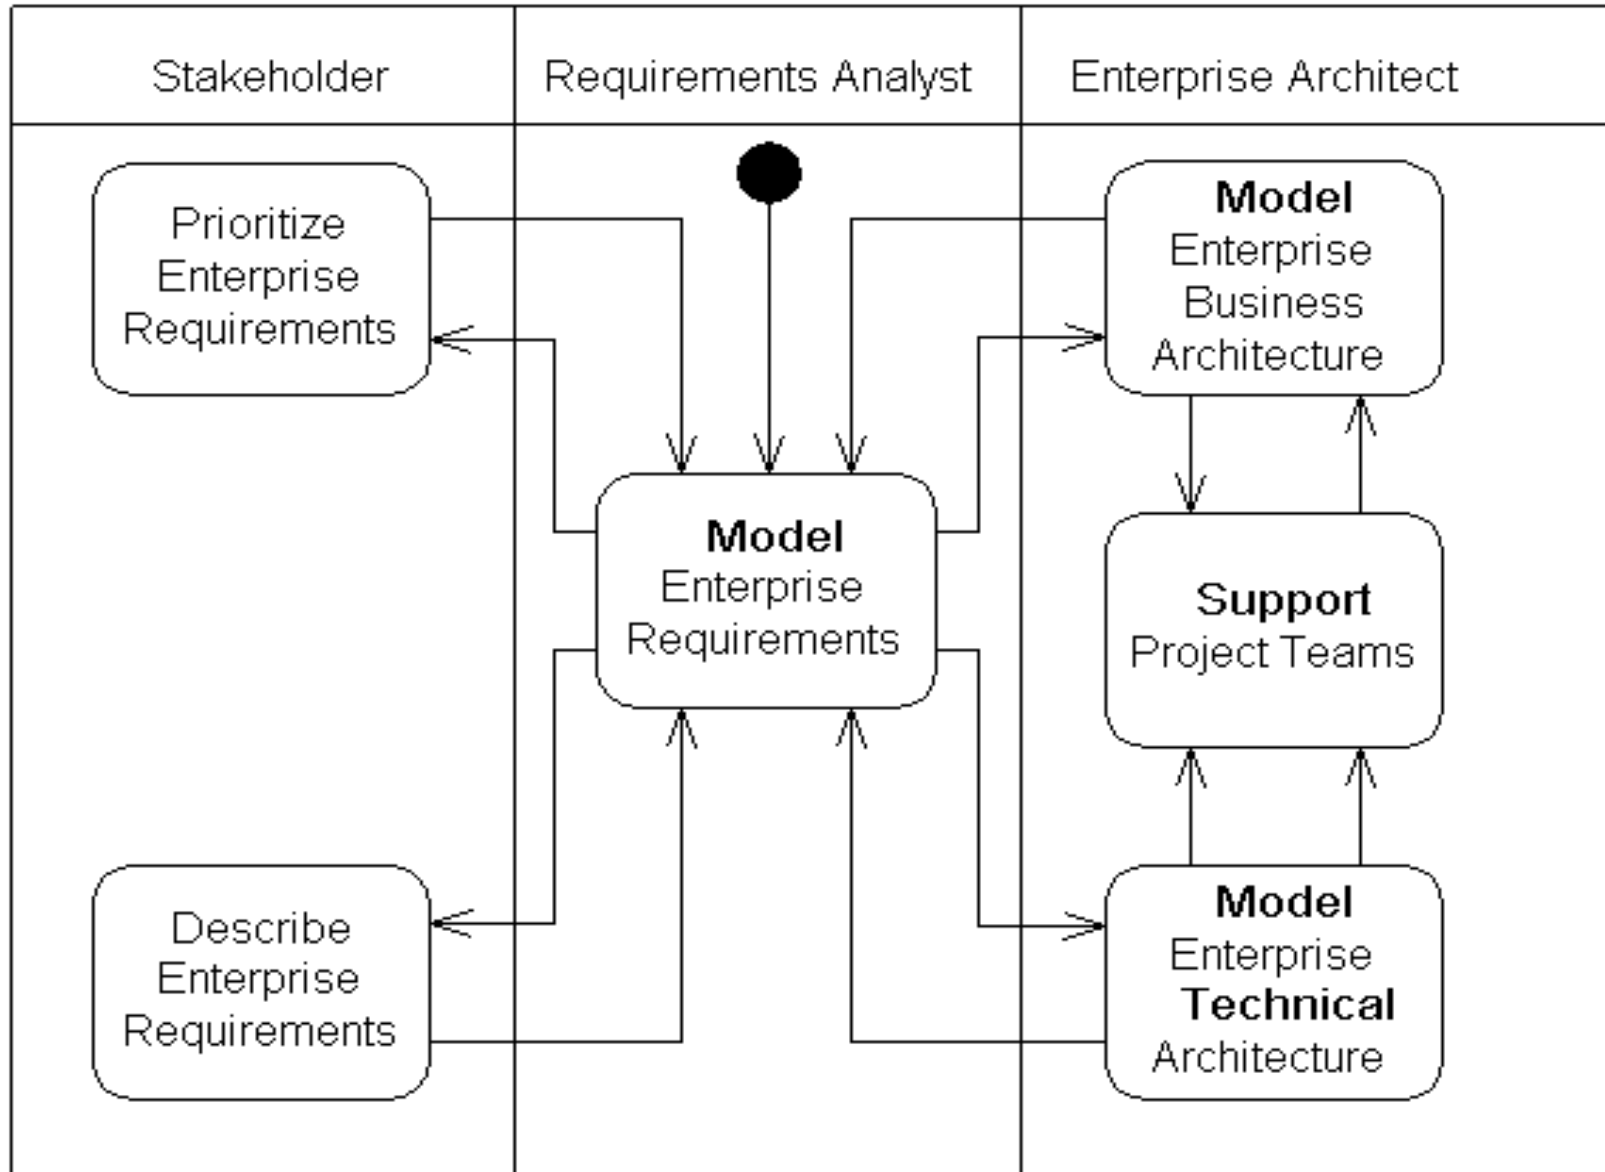 Stakeholder
Requirements Analyst
Enterprise Architect
Prioritize
Enterprise
Requirements
Model
Enterprise
Business
Architecture
Model
Enterprise
Requirements
Support
Project Teams
Describe
Enterprise
Requirements
Model
Enterprise
Technical
Architecture